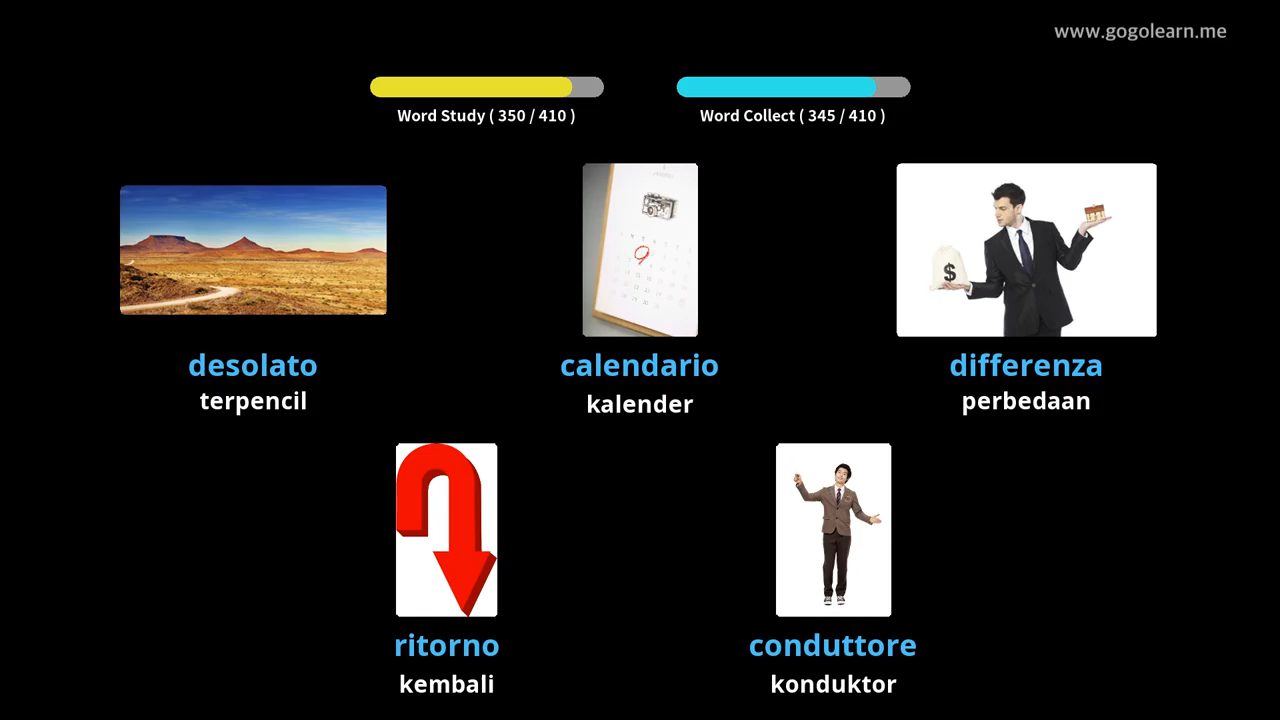 www.gogolearn.me
Word Study ( 350 / 410 )
Word Collect ( 345 / 410 )
$
desolato
terpencil
calendario
kalender
differenza
perbedaan
ritorno
kembali
conduttore
konduktor